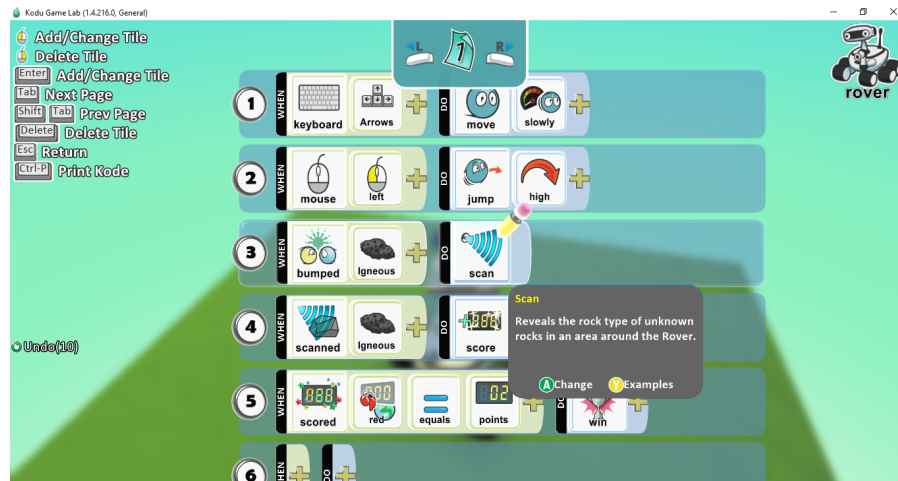 Kodu Game Lab (1.4.216.0, General)
Add/Change Tile
Delete Tile
Enter Add/Change Tile
Tab Next Page
Shift Tab Prev Page
Delete Delete Tile
Esc Return
Ctrl-P Print Kode
L 1 R
rover
1 WHEN keyboard Arrows DO move slowly
2 WHEN mouse left DO jump high
3 WHEN bumped Igneous DO scan
4 WHEN scanned Igneous DO score
Scan
Reveals the rock type of unknown
rocks in an area around the Rover.
A Change Y Examples
Undo(10)
5 WHEN scored red equals points DO win
6 WHEN DO